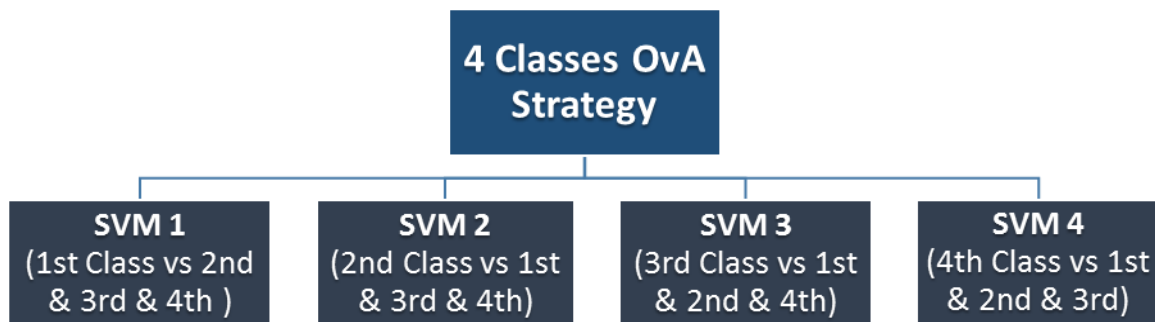 4 Classes OvA
Strategy
SVM 1
(1st Class vs 2nd
& 3rd & 4th )
SVM 2
(2nd Class vs 1st
& 3rd & 4th)
SVM 3
(3rd Class vs 1st
& 2nd & 4th)
SVM 4
(4th Class vs 1st
& 2nd & 3rd)